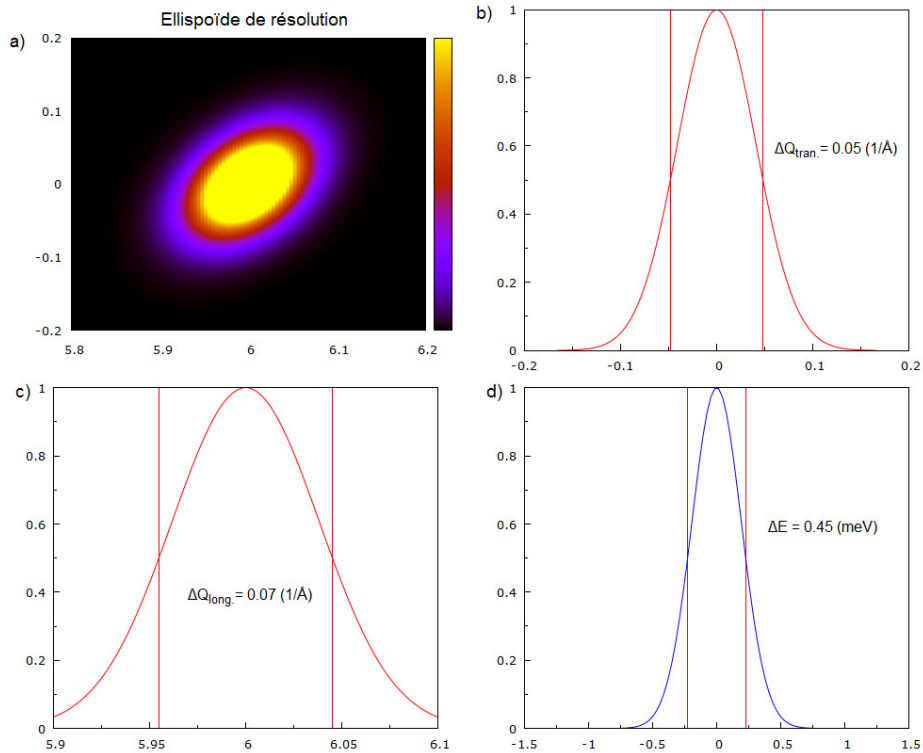 Ellispoïde de résolution
a)
0.2
0.1
0
-0.1
-0.2
5.8 5.9 6 6.1 6.2
b)
1
0.8
0.6
0.4
0.2
0
-0.2 -0.1 0 0.1 0.2
ΔQtran.= 0.05 (1/Å)
c)
1
0.8
0.6
0.4
0.2
0
5.9 5.95 6 6.05 6.1
ΔQlong.= 0.07 (1/Å)
d)
1
0.8
0.6
0.4
0.2
0
-1.5 -1 -0.5 0 0.5 1 1.5
ΔE = 0.45 (meV)